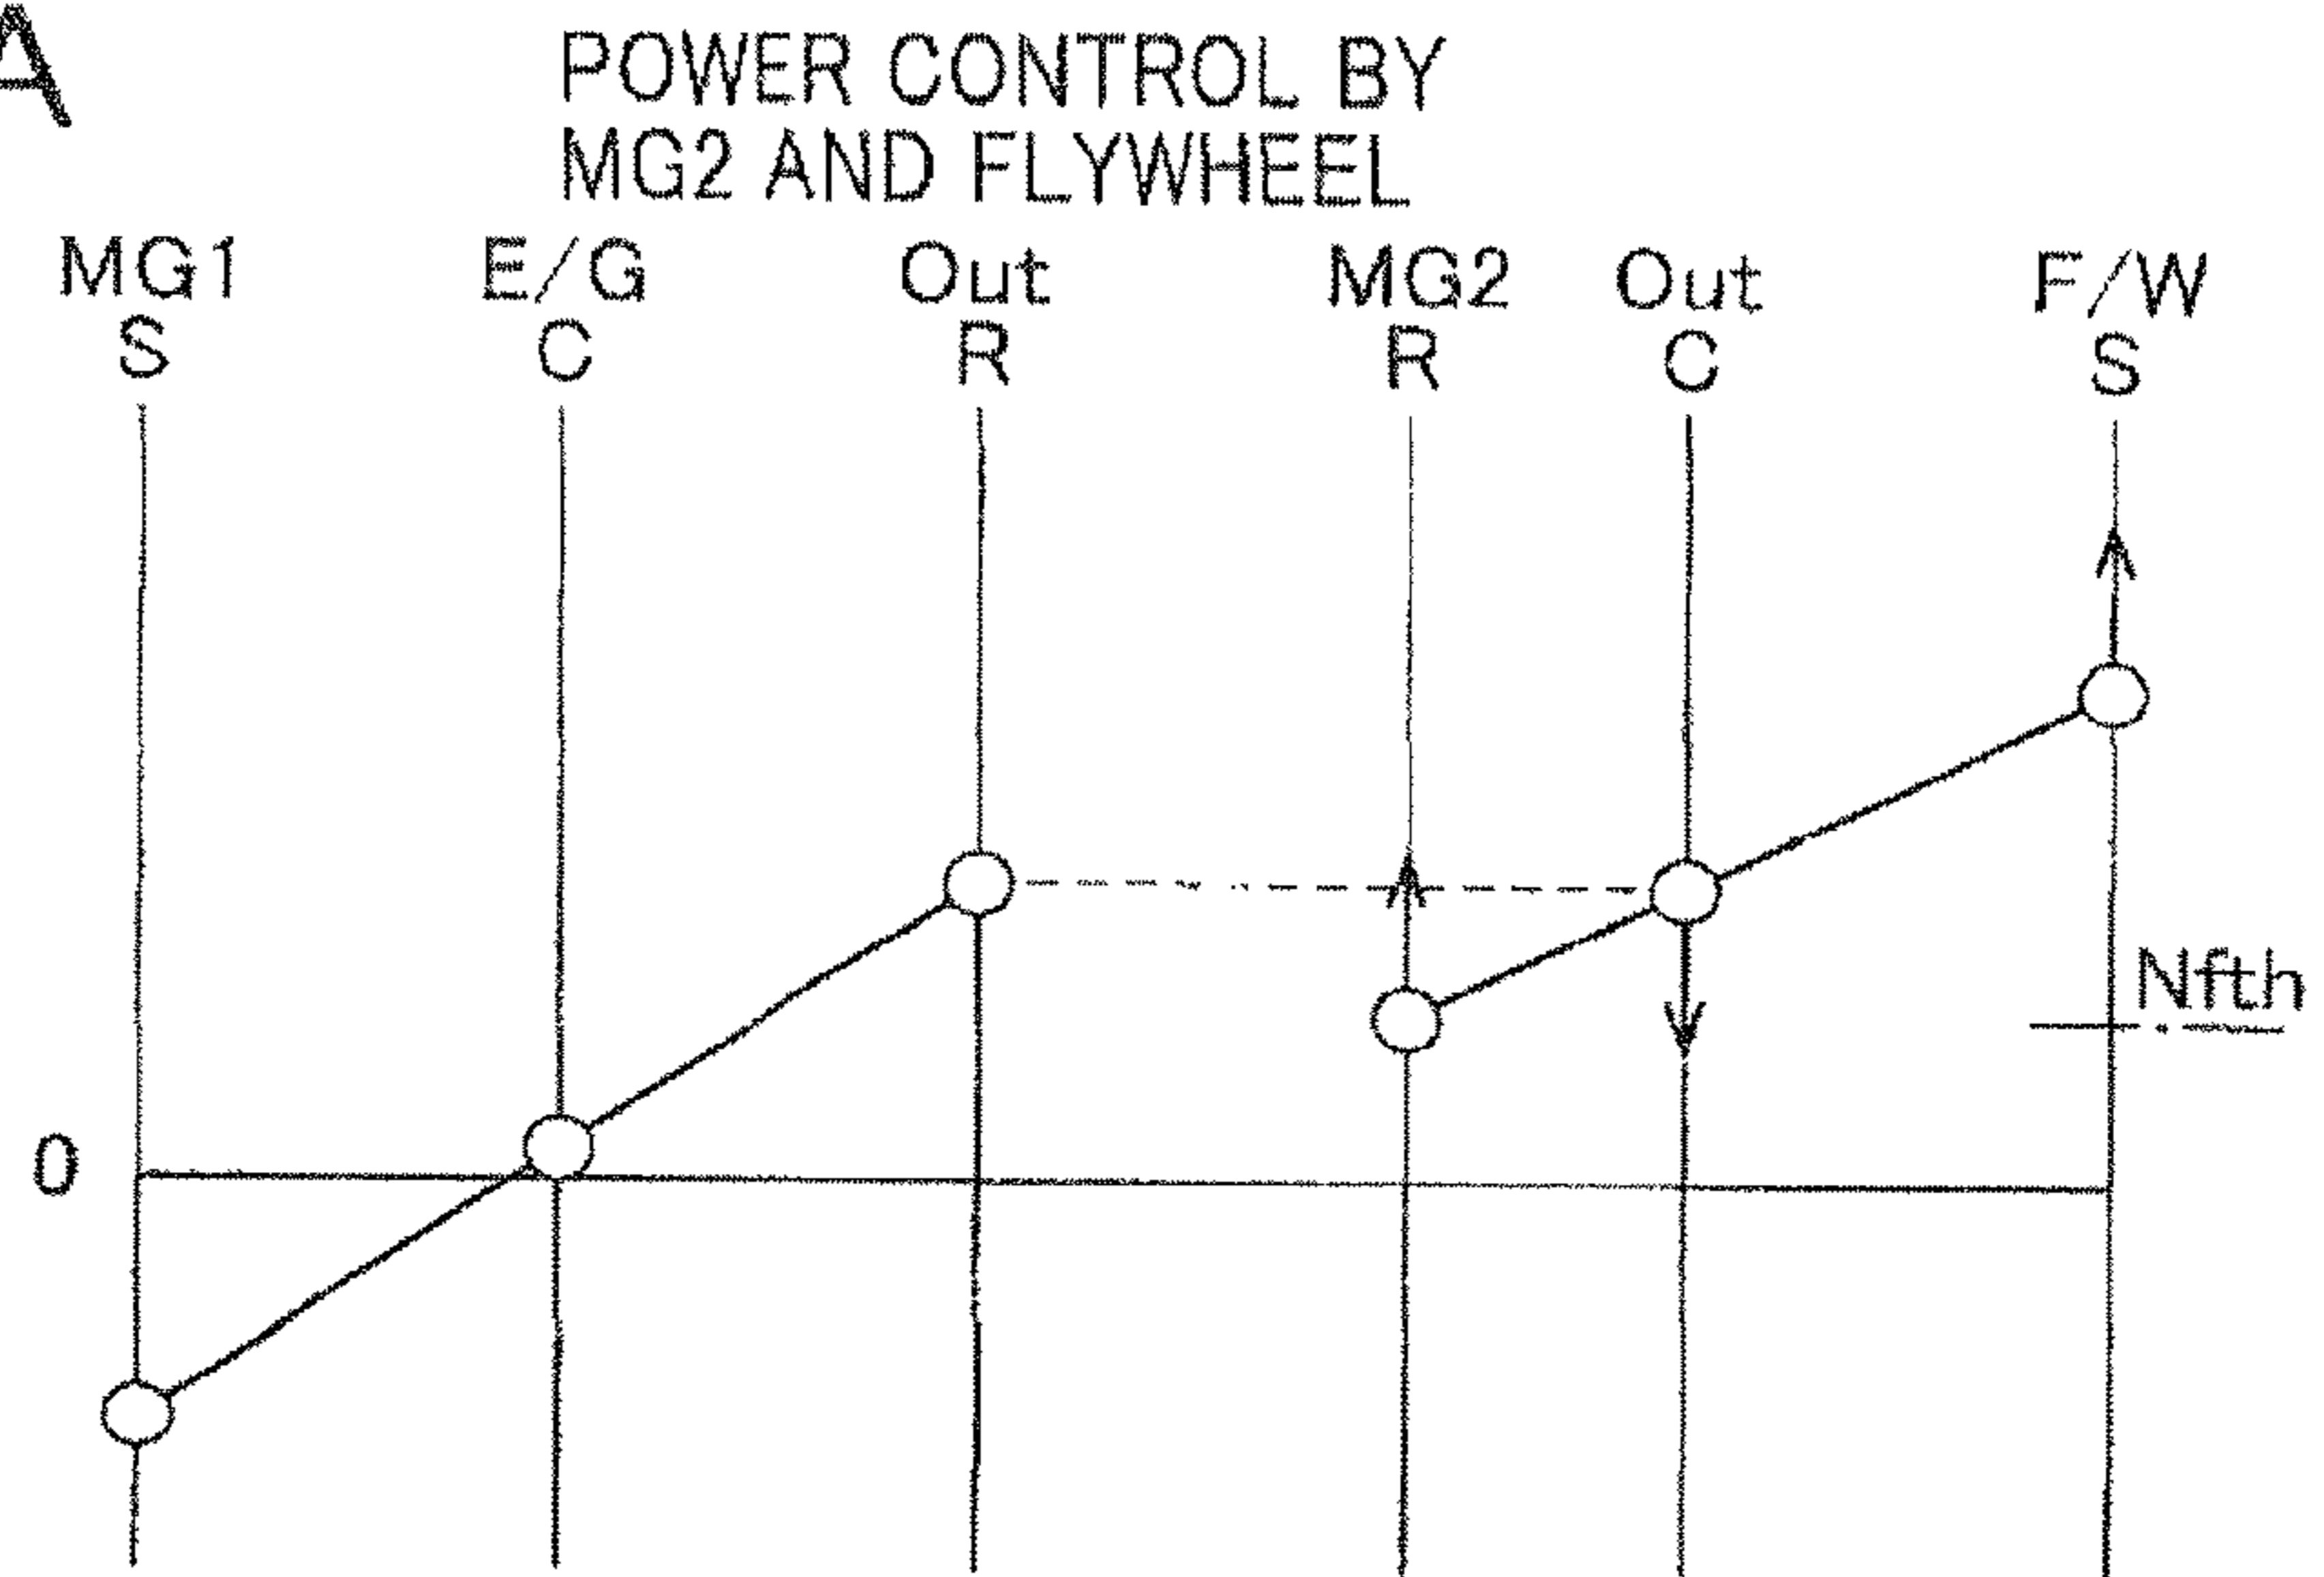 A
POWER CONTROL BY
MG2 AND FLYWHEEL
MG1 E/G Out MG2 Out F/W
S C R R C S
Nfth
0